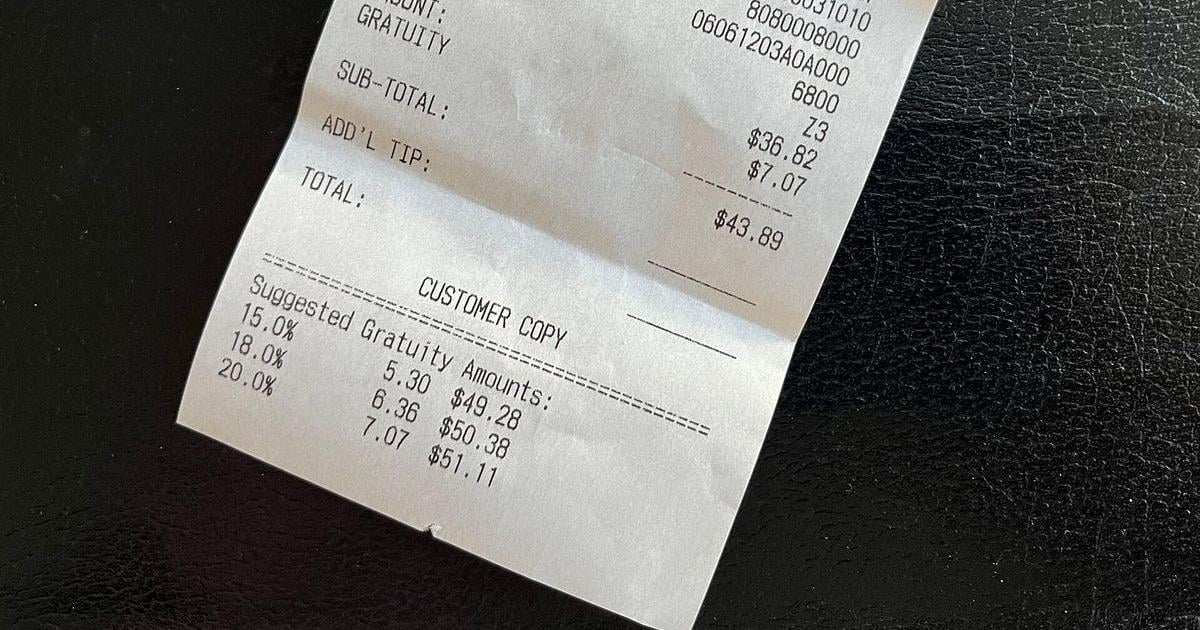 8080008000
06061203A0A000
6800
Z3
$36.82
GRATUITY $7.07
SUB-TOTAL: $43.89
ADD'L TIP:
TOTAL:
CUSTOMER COPY
Suggested Gratuity Amounts:
15.0% 5.30 $49.28
18.0% 6.36 $50.38
20.0% 7.07 $51.11